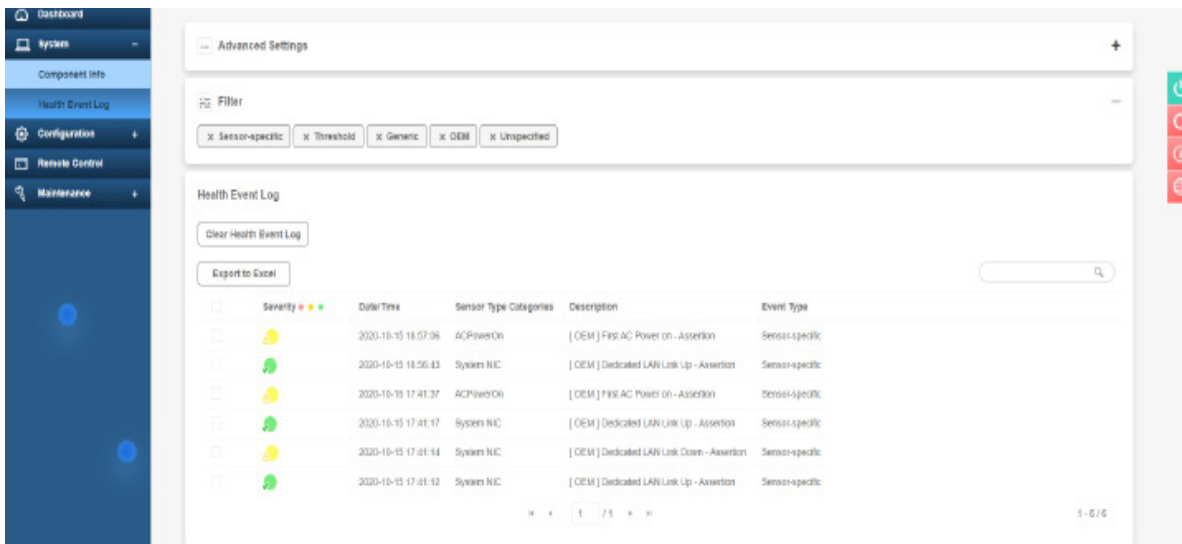 Dashboard
System −
Component Info
Health Event Log
Configuration +
Remote Control
Maintenance +
Advanced Settings +
Filter −
x Sensor-specific x Threshold x Generic x OEM x Unspecified
Health Event Log
Clear Health Event Log
Export to Excel
Severity Date/Time Sensor Type Categories Description Event Type
2020-10-15 18:57:06 ACPowerOn [ OEM ] First AC Power on - Assertion Sensor-specific
2020-10-15 18:56:43 System NIC [ OEM ] Dedicated LAN Link Up - Assertion Sensor-specific
2020-10-15 17:41:37 ACPowerOn [ OEM ] First AC Power on - Assertion Sensor-specific
2020-10-15 17:41:17 System NIC [ OEM ] Dedicated LAN Link Up - Assertion Sensor-specific
2020-10-15 17:41:14 System NIC [ OEM ] Dedicated LAN Link Down - Assertion Sensor-specific
2020-10-15 17:41:12 System NIC [ OEM ] Dedicated LAN Link Up - Assertion Sensor-specific
1 / 1 1 - 6 / 6